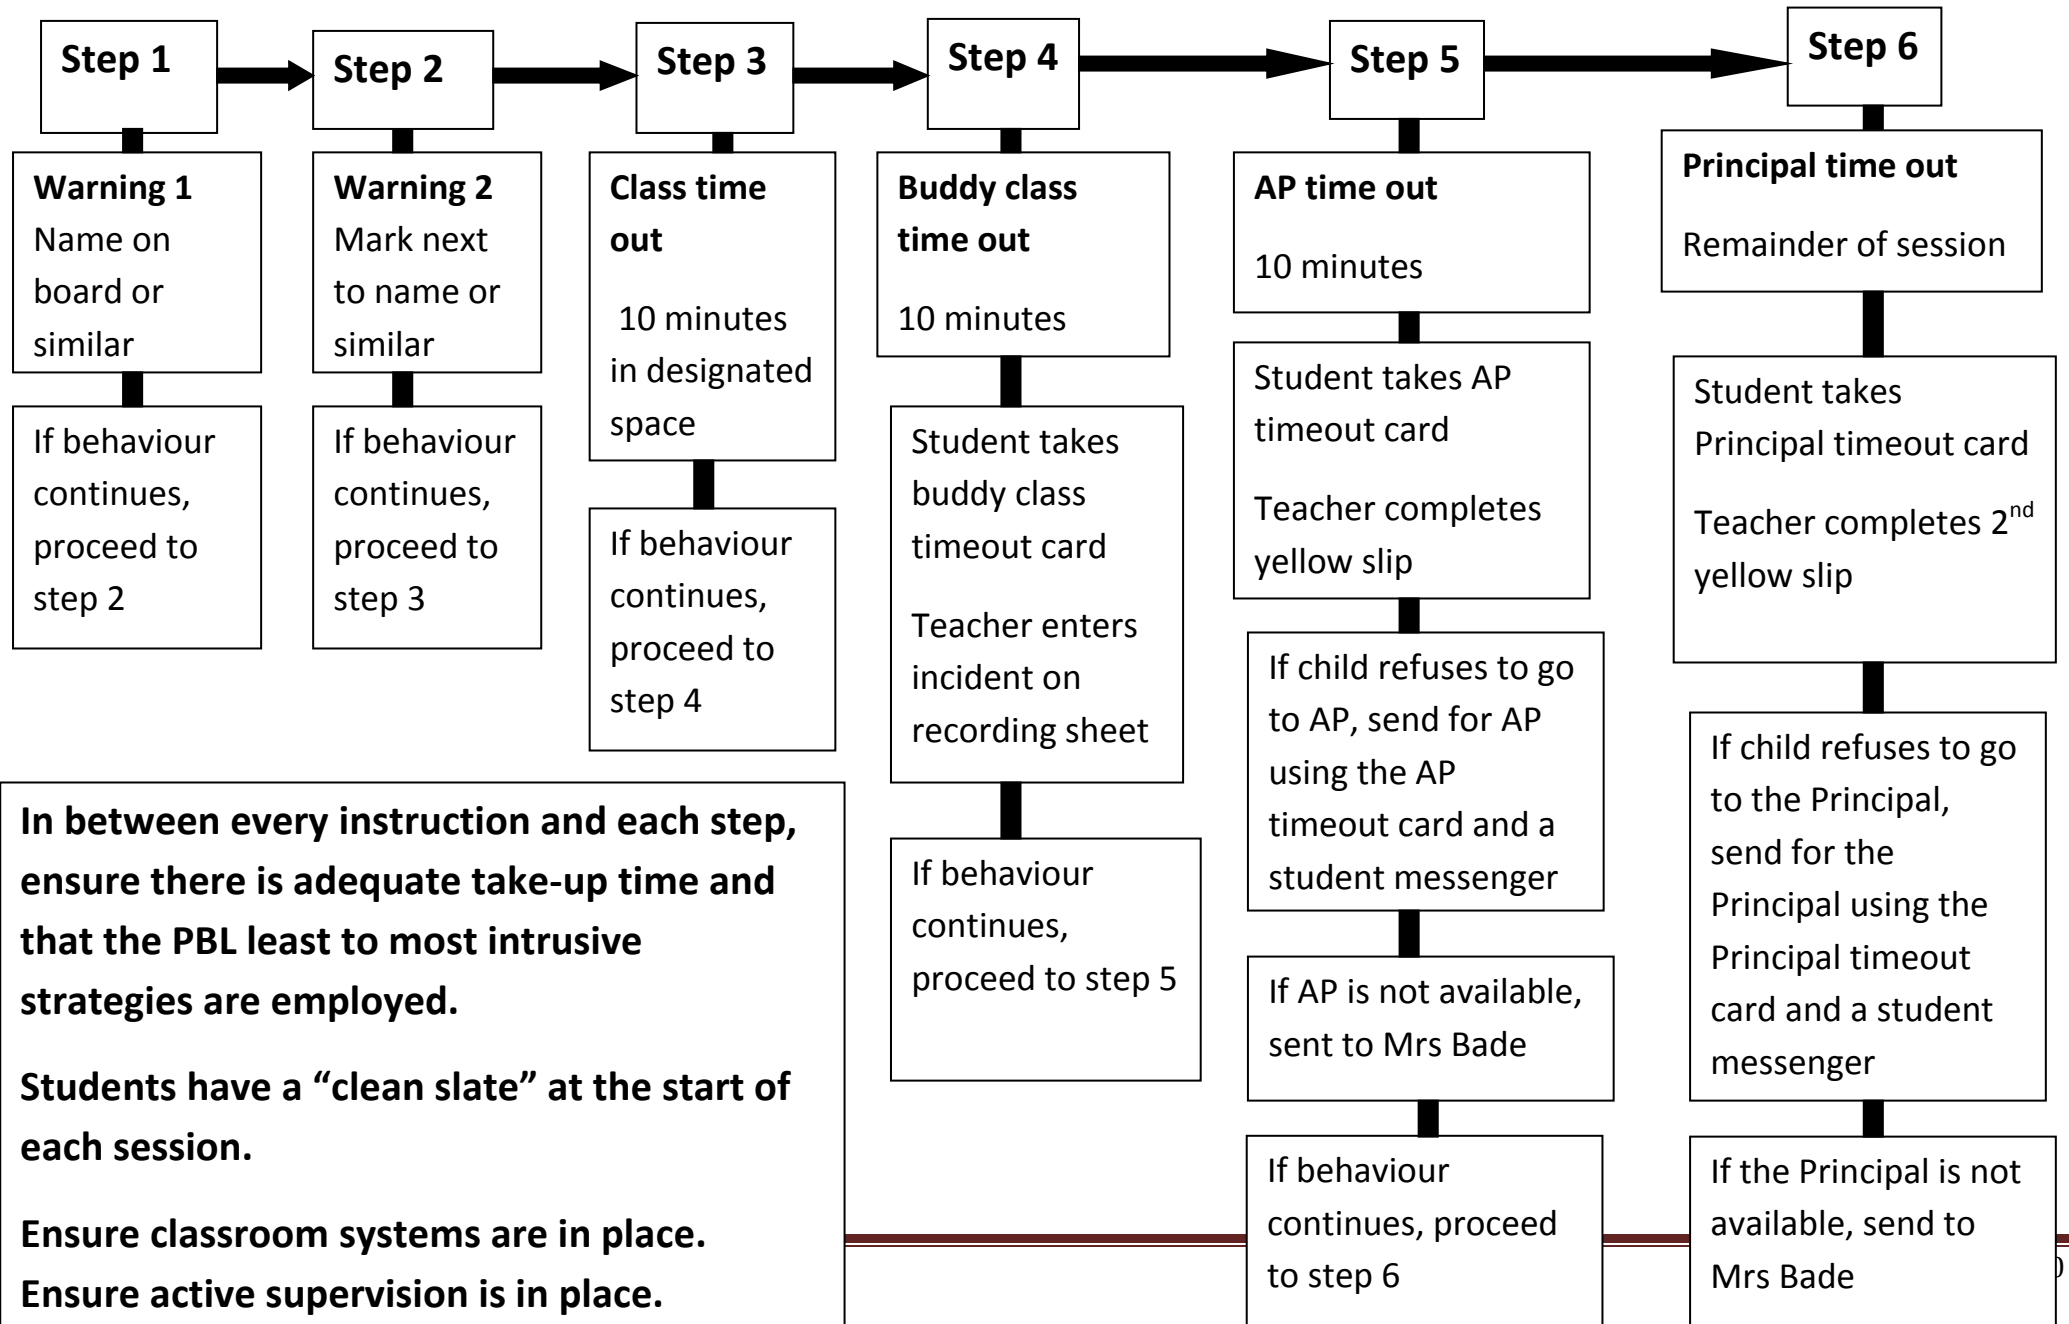 Step 1
Step 2
Step 3
Step 4
Step 5
Step 6
Warning 1
Name on
board or
similar
If behaviour
continues,
proceed to
step 2
Warning 2
Mark next
to name or
similar
If behaviour
continues,
proceed to
step 3
Class time
out
10 minutes
in designated
space
If behaviour
continues,
proceed to
step 4
Buddy class
time out
10 minutes
Student takes
buddy class
timeout card
Teacher enters
incident on
recording sheet
If behaviour
continues,
proceed to step 5
AP time out
10 minutes
Student takes AP
timeout card
Teacher completes
yellow slip
If child refuses to go
to AP, send for AP
using the AP
timeout card and a
student messenger
If AP is not available,
sent to Mrs Bade
If behaviour
continues, proceed
to step 6
Principal time out
Remainder of session
Student takes
Principal timeout card
Teacher completes 2nd
yellow slip
If child refuses to go
to the Principal,
send for the
Principal using the
Principal timeout
card and a student
messenger
If the Principal is not
available, send to
Mrs Bade
In between every instruction and each step,
ensure there is adequate take-up time and
that the PBL least to most intrusive
strategies are employed.
Students have a “clean slate” at the start of
each session.
Ensure classroom systems are in place.
Ensure active supervision is in place.